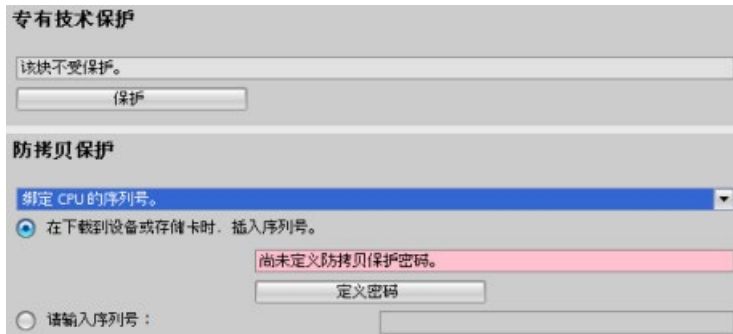 专有技术保护
该块不受保护。
保护
防拷贝保护
绑定 CPU 的序列号。
在下载到设备或存储卡时，插入序列号。
尚未定义防拷贝保护密码。
定义密码
请输入序列号：